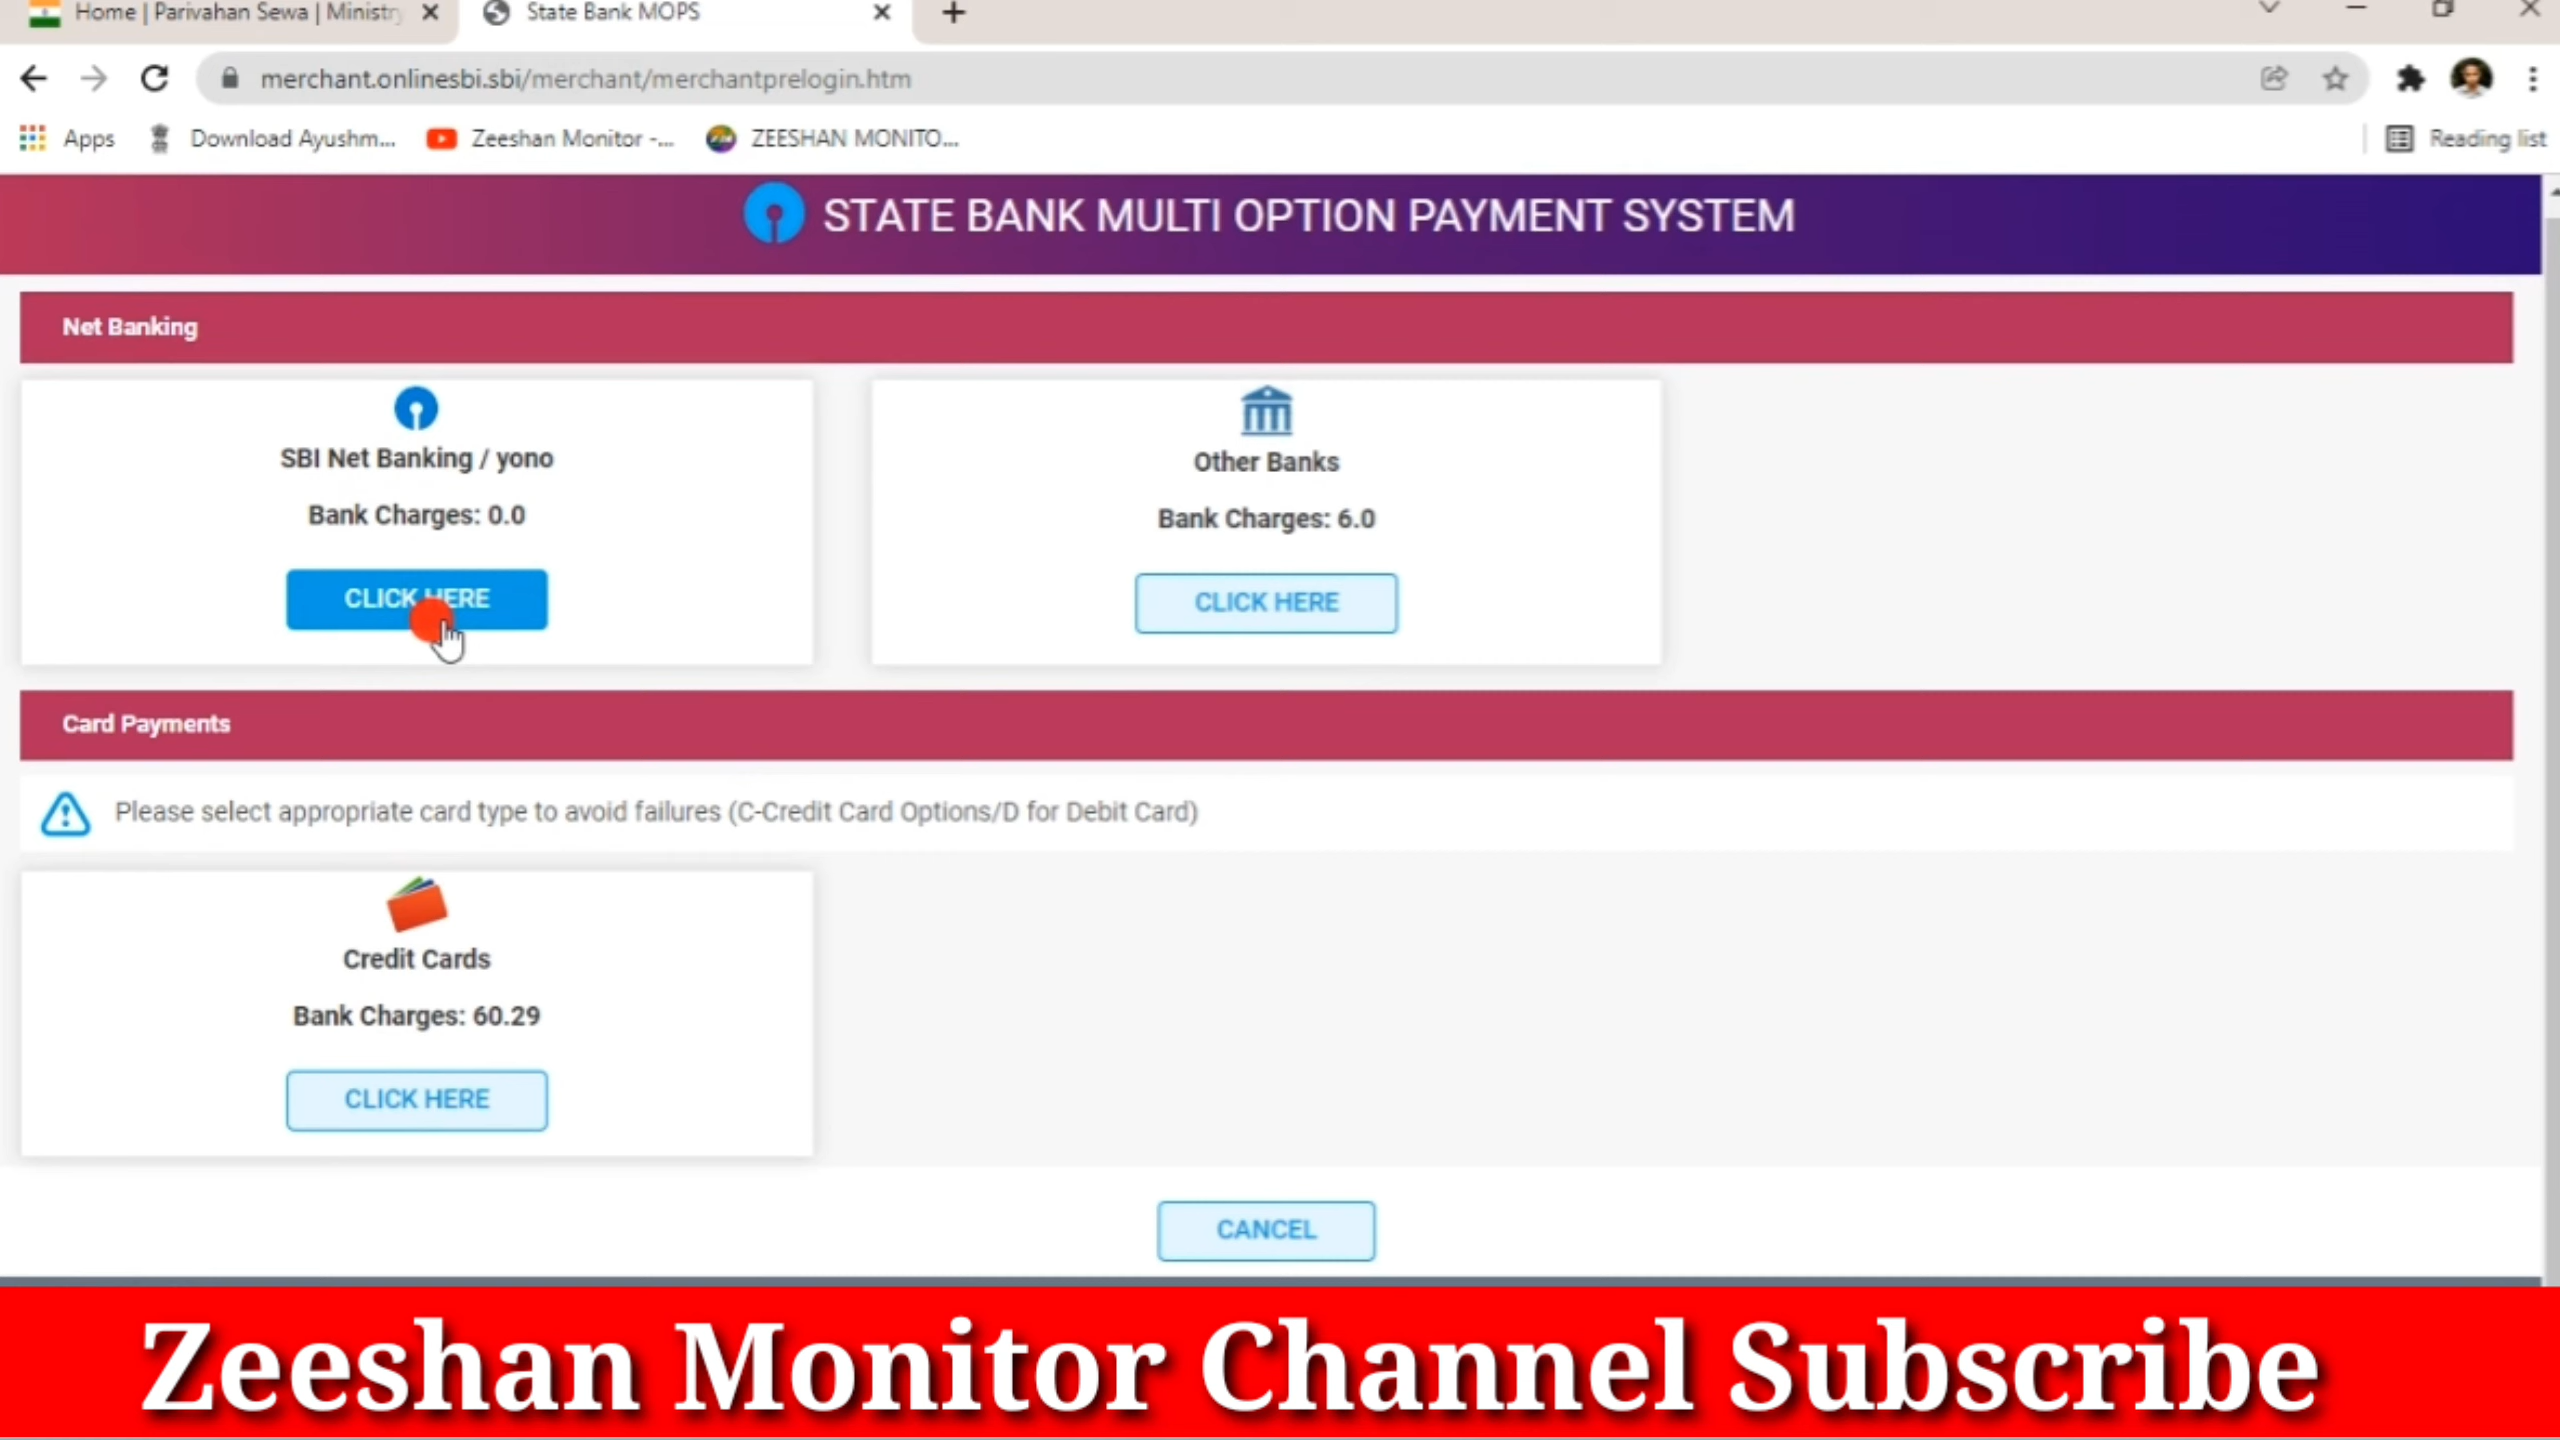 Home | Parivahan Sewa | Ministry
State Bank MOPS
merchant.onlinesbi.sbi/merchant/merchantprelogin.htm
Apps
Download Ayushm...
Zeeshan Monitor -...
ZEESHAN MONITO...
Reading list
STATE BANK MULTI OPTION PAYMENT SYSTEM
Net Banking
SBI Net Banking / yono
Bank Charges: 0.0
CLICK HERE
Other Banks
Bank Charges: 6.0
CLICK HERE
Card Payments
Please select appropriate card type to avoid failures (C-Credit Card Options/D for Debit Card)
Credit Cards
Bank Charges: 60.29
CLICK HERE
CANCEL
Zeeshan Monitor Channel Subscribe